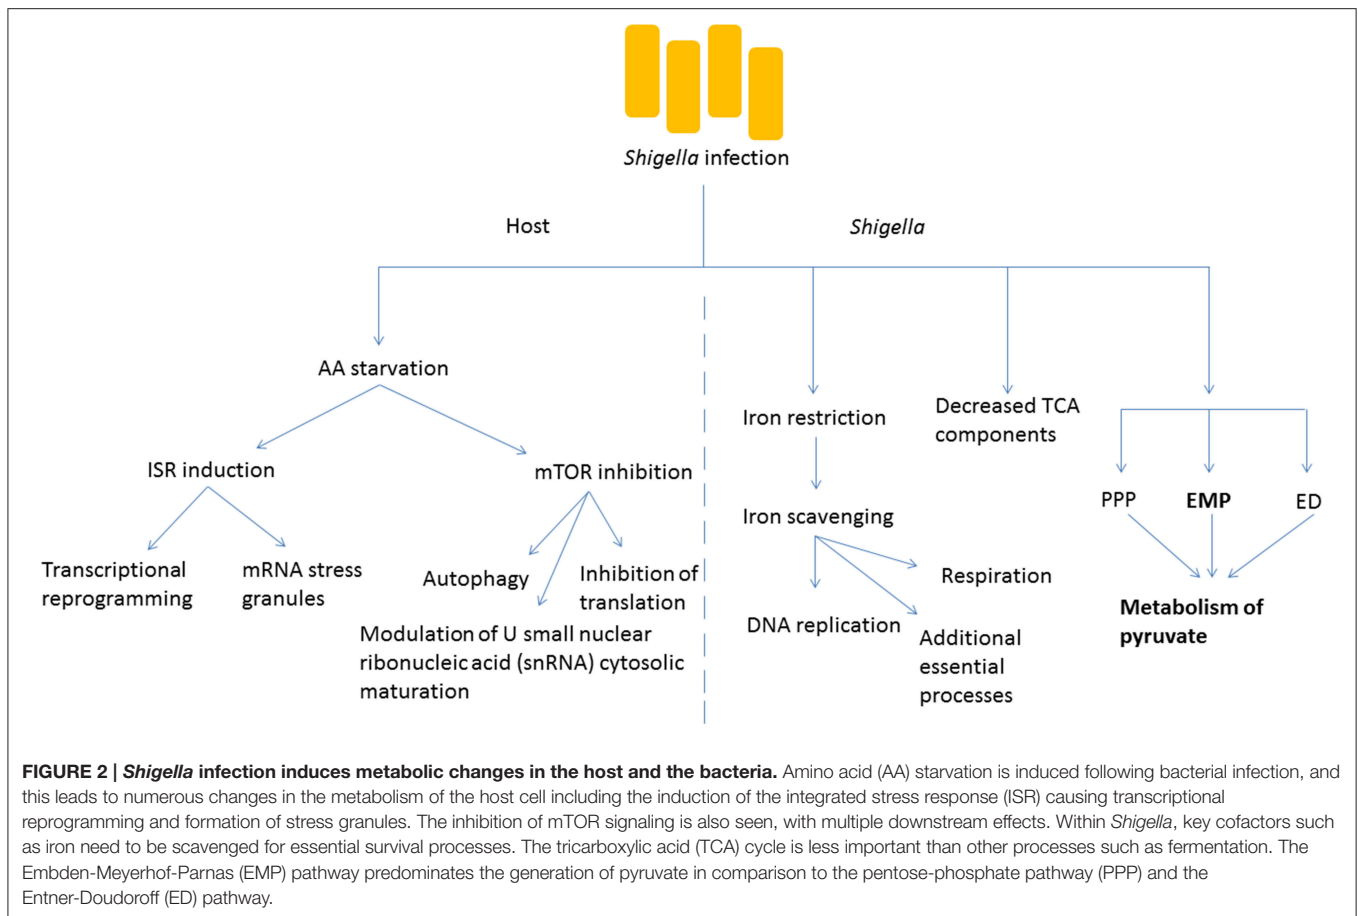 Shigella infection
Host
Shigella
AA starvation
ISR induction
mTOR inhibition
Transcriptional
reprogramming
mRNA stress
granules
Autophagy
Inhibition of
translation
Modulation of U small nuclear
ribonucleic acid (snRNA) cytosolic
maturation
Iron restriction
Decreased TCA
components
Iron scavenging
PPP
EMP
ED
Respiration
DNA replication
Additional
essential
processes
Metabolism of
pyruvate
FIGURE 2 | Shigella infection induces metabolic changes in the host and the bacteria. Amino acid (AA) starvation is induced following bacterial infection, and
this leads to numerous changes in the metabolism of the host cell including the induction of the integrated stress response (ISR) causing transcriptional
reprogramming and formation of stress granules. The inhibition of mTOR signaling is also seen, with multiple downstream effects. Within Shigella, key cofactors such
as iron need to be scavenged for essential survival processes. The tricarboxylic acid (TCA) cycle is less important than other processes such as fermentation. The
Embden-Meyerhof-Parnas (EMP) pathway predominates the generation of pyruvate in comparison to the pentose-phosphate pathway (PPP) and the
Entner-Doudoroff (ED) pathway.